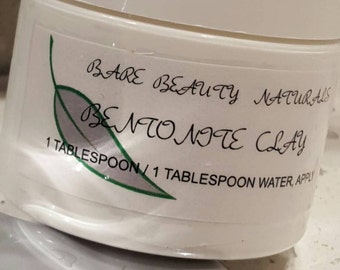 BARE BEAUTY NATURALS
BENTONITE CLAY
1 TABLESPOON / 1 TABLESPOON WATER, APPLY